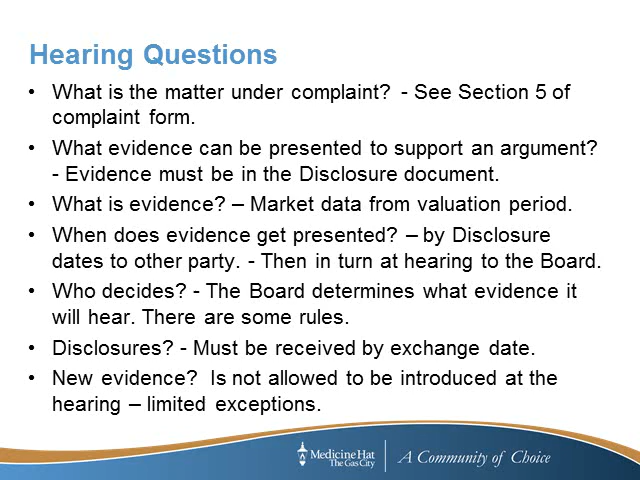 Hearing Questions
• What is the matter under complaint? - See Section 5 of
complaint form.
• What evidence can be presented to support an argument?
- Evidence must be in the Disclosure document.
• What is evidence? – Market data from valuation period.
• When does evidence get presented? – by Disclosure
dates to other party. - Then in turn at hearing to the Board.
• Who decides? - The Board determines what evidence it
will hear. There are some rules.
• Disclosures? - Must be received by exchange date.
• New evidence? Is not allowed to be introduced at the
hearing – limited exceptions.
Medicine Hat
The Gas City
A Community of Choice